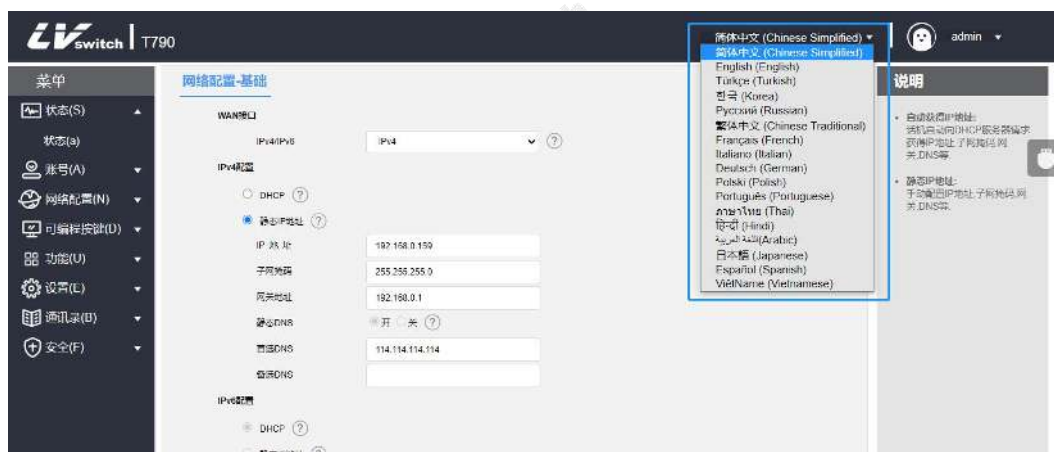 LVswitch T790
简体中文 (Chinese Simplified)
admin
简体中文 (Chinese Simplified)
English (English)
Türkçe (Turkish)
한국 (Korea)
Русский (Russian)
繁体中文 (Chinese Traditional)
Français (French)
Italiano (Italian)
Deutsch (German)
Polski (Polish)
Português (Portuguese)
ภาษาไทย (Thai)
हिन्दी (Hindi)
اللغة العربية(Arabic)
日本語 (Japanese)
Español (Spanish)
ViêtName (Vietnamese)
菜单
状态(S)
状态(a)
账号(A)
网络配置(N)
可编程按键(D)
功能(U)
设置(E)
通讯录(B)
安全(F)
网络配置-基础
WAN接口
IPv4/IPv6 IPv4
IPv4配置
DHCP
静态IP地址
IP 地 址 192.168.0.159
子网掩码 255.255.255.0
网关地址 192.168.0.1
静态DNS 开 关
首选DNS 114.114.114.114
备选DNS
IPv6配置
DHCP
说明
自动获得IP地址:
话机自动向DHCP服务器请求
获得IP地址,子网掩码,网
关,DNS等
静态IP地址:
手动配置IP地址,子网掩码,网
关,DNS等.